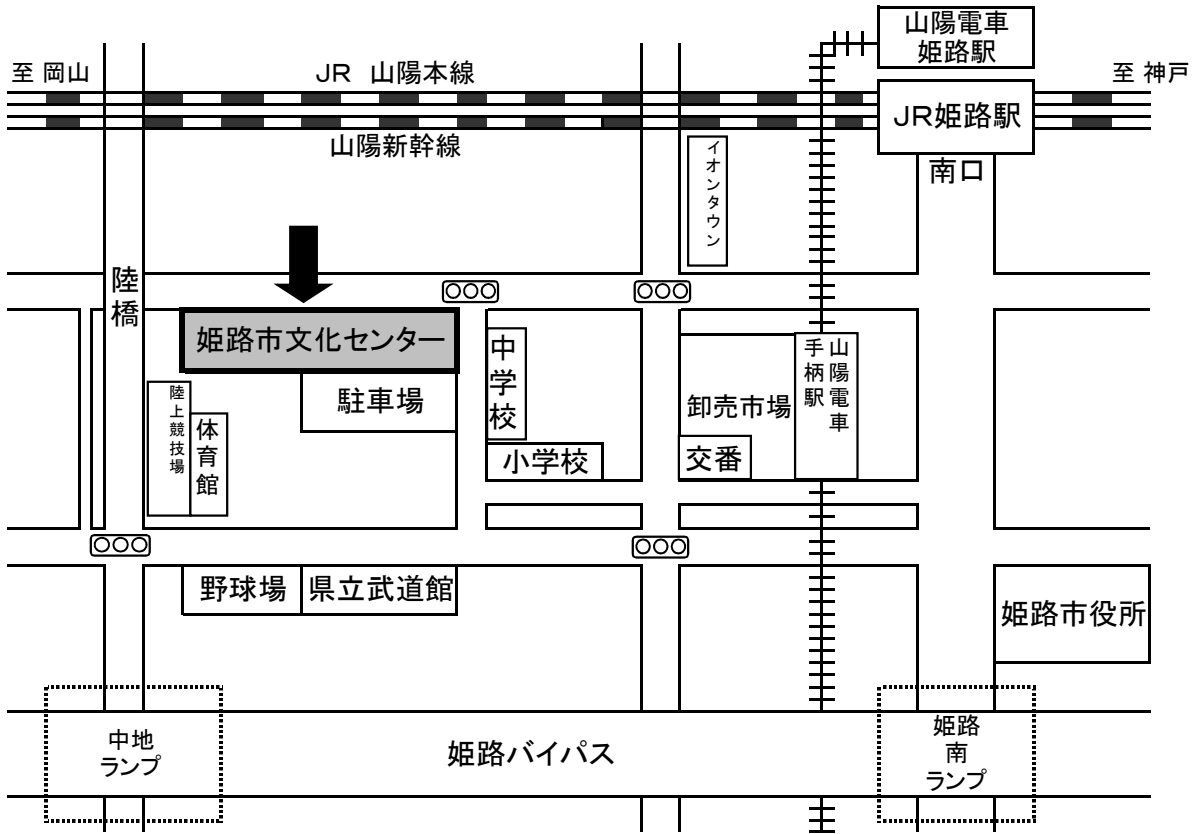 山陽電車
姫路駅
至 岡山
JR 山陽本線
至 神戸
JR姫路駅
山陽新幹線
イオンタウン
南口
陸橋
姫路市文化センター
中学校
山陽電車
手柄駅
陸上競技場
駐車場
卸売市場
体育館
小学校
交番
野球場
県立武道館
姫路市役所
中地
ランプ
姫路バイパス
姫路
南
ランプ